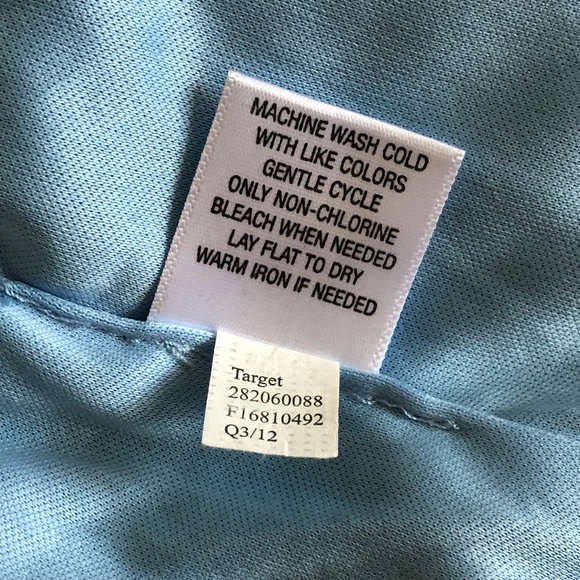 MACHINE WASH COLD
WITH LIKE COLORS
GENTLE CYCLE
ONLY NON-CHLORINE
BLEACH WHEN NEEDED
LAY FLAT TO DRY
WARM IRON IF NEEDED
Target
282060088
F16810492
Q3/12